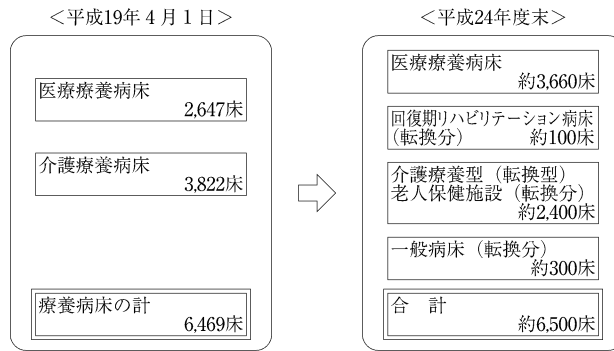 ＜平成19年４月１日＞
医療療養病床
2,647床
介護療養病床
3,822床
療養病床の計
6,469床
＜平成24年度末＞
医療療養病床
約3,660床
回復期リハビリテーション病床
（転換分） 約100床
介護療養型（転換型）
老人保健施設（転換分）
約2,400床
一般病床（転換分）
約300床
合　計
約6,500床